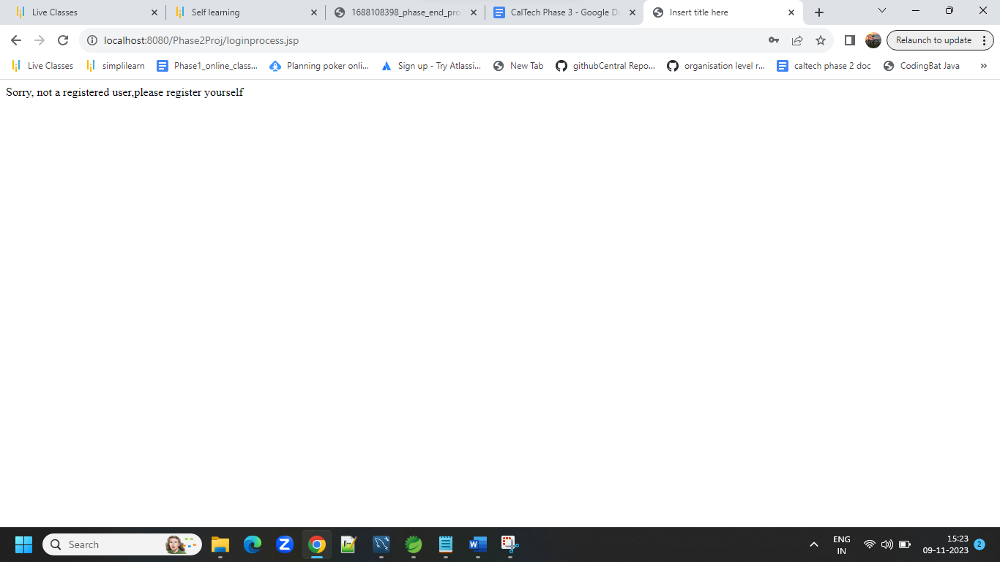 Live Classes
Self learning
1688108398_phase_end_pro
CalTech Phase 3 - Google Do
Insert title here
localhost:8080/Phase2Proj/loginprocess.jsp
Relaunch to update
Live Classes
simplilearn
Phase1_online_class...
Planning poker onli...
Sign up - Try Atlassi...
New Tab
githubCentral Repo...
organisation level r...
caltech phase 2 doc
CodingBat Java
»
Sorry, not a registered user,please register yourself
Search
ENG
IN
15:23
09-11-2023
2